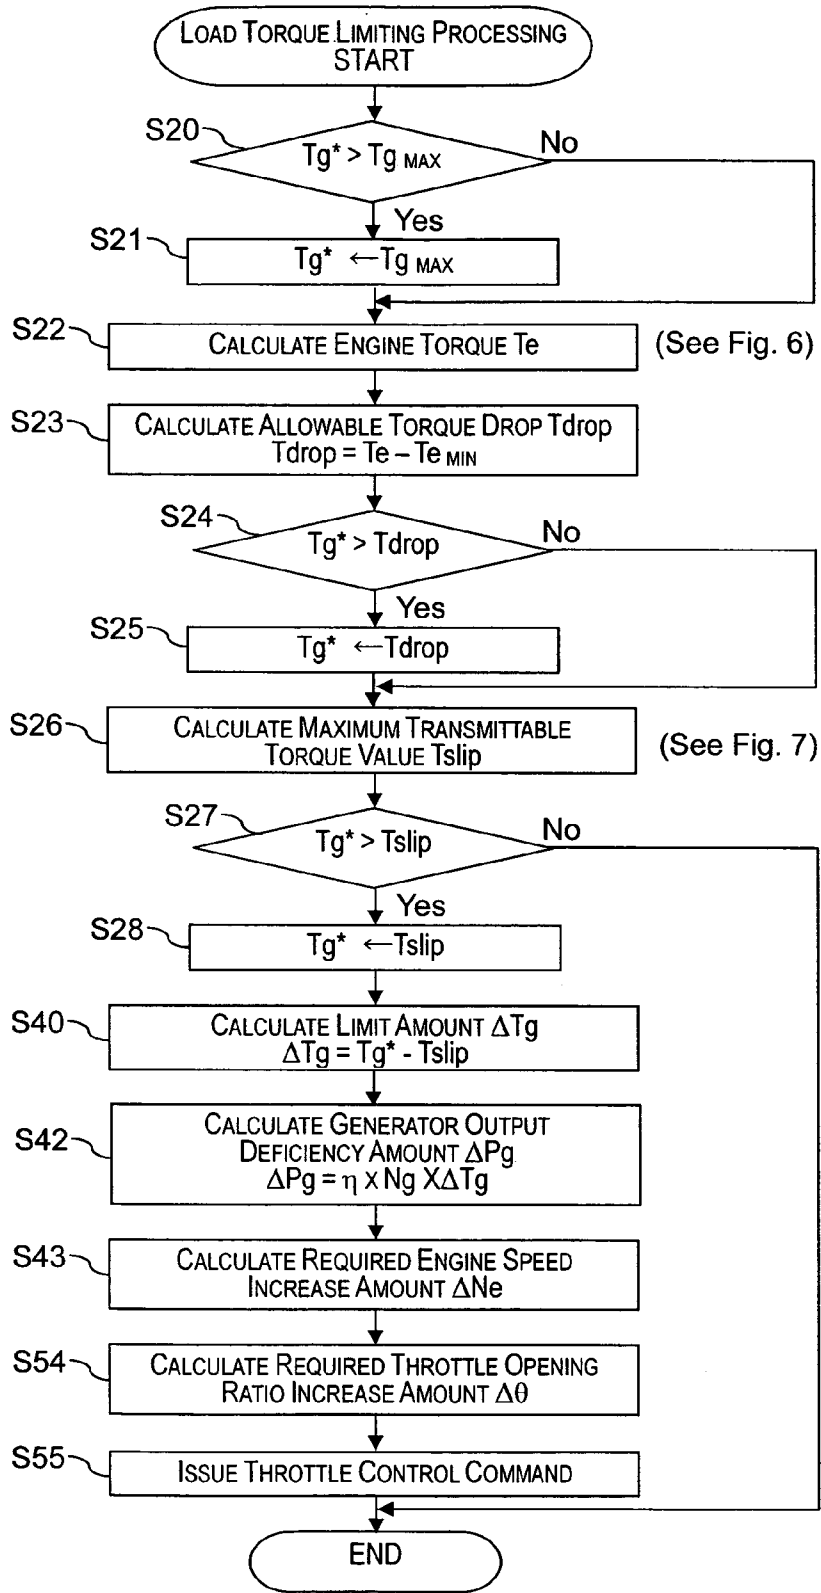 LOAD TORQUE LIMITING PROCESSING
START
S20
Tg* > Tg MAX
No
Yes
S21
Tg* ←Tg MAX
S22
CALCULATE ENGINE TORQUE Te
(See Fig. 6)
S23
CALCULATE ALLOWABLE TORQUE DROP Tdrop
Tdrop = Te – Te MIN
S24
Tg* > Tdrop
No
Yes
S25
Tg* ←Tdrop
S26
CALCULATE MAXIMUM TRANSMITTABLE
TORQUE VALUE Tslip
(See Fig. 7)
S27
Tg* > Tslip
No
Yes
S28
Tg* ←Tslip
S40
CALCULATE LIMIT AMOUNT ΔTg
ΔTg = Tg* - Tslip
S42
CALCULATE GENERATOR OUTPUT
DEFICIENCY AMOUNT ΔPg
ΔPg = η x Ng XΔTg
S43
CALCULATE REQUIRED ENGINE SPEED
INCREASE AMOUNT ΔNe
S54
CALCULATE REQUIRED THROTTLE OPENING
RATIO INCREASE AMOUNT Δθ
S55
ISSUE THROTTLE CONTROL COMMAND
END